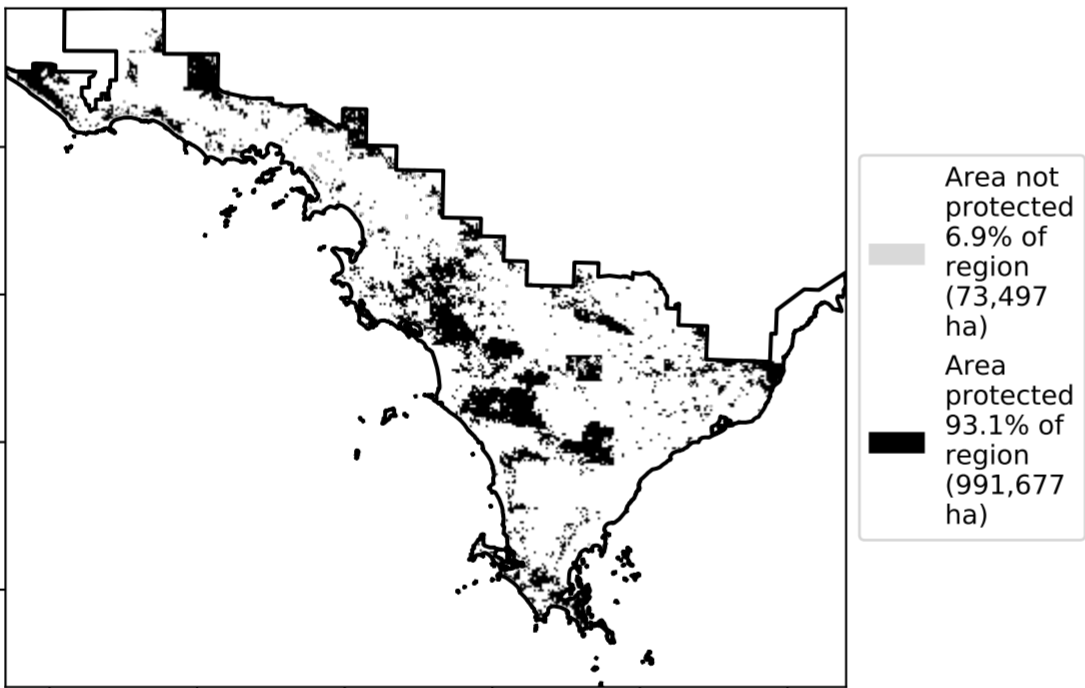 Area not
protected
6.9% of
region
(73,497
ha)
Area
protected
93.1% of
region
(991,677
ha)